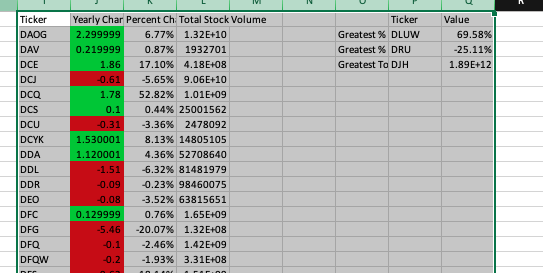 Ticker Yearly Char Percent Ch Total Stock Volume Ticker Value
DAOG 2.299999 6.77% 1.32E+10 Greatest % DLUW 69.58%
DAV 0.219999 0.87% 1932701 Greatest % DRU -25.11%
DCE 1.86 17.10% 4.18E+08 Greatest To DJH 1.89E+12
DCJ -0.61 -5.65% 9.06E+10
DCQ 1.78 52.82% 1.01E+09
DCS 0.1 0.44% 25001562
DCU -0.31 -3.36% 2478092
DCYK 1.530001 8.13% 14805105
DDA 1.120001 4.36% 52708640
DDL -1.51 -6.32% 81481979
DDR -0.09 -0.23% 98460075
DEO -0.08 -3.52% 63815651
DFC 0.129999 0.76% 1.65E+09
DFG -5.46 -20.07% 1.32E+08
DFQ -0.1 -2.46% 1.42E+09
DFQW -0.2 -1.93% 3.31E+08